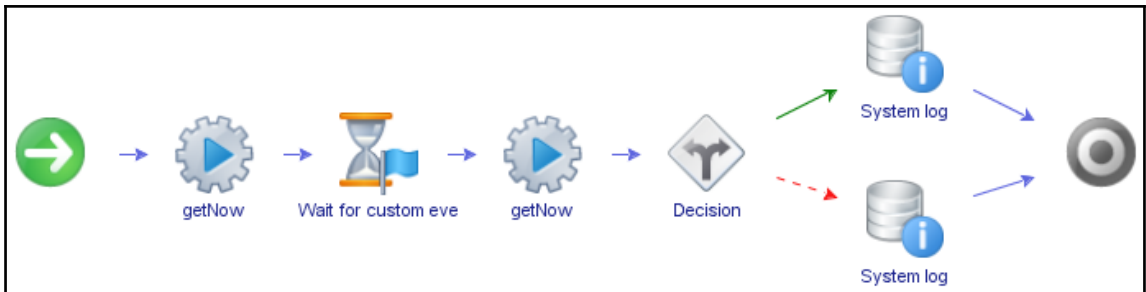 System log
getNow
Wait for custom eve
getNow
Decision
System log